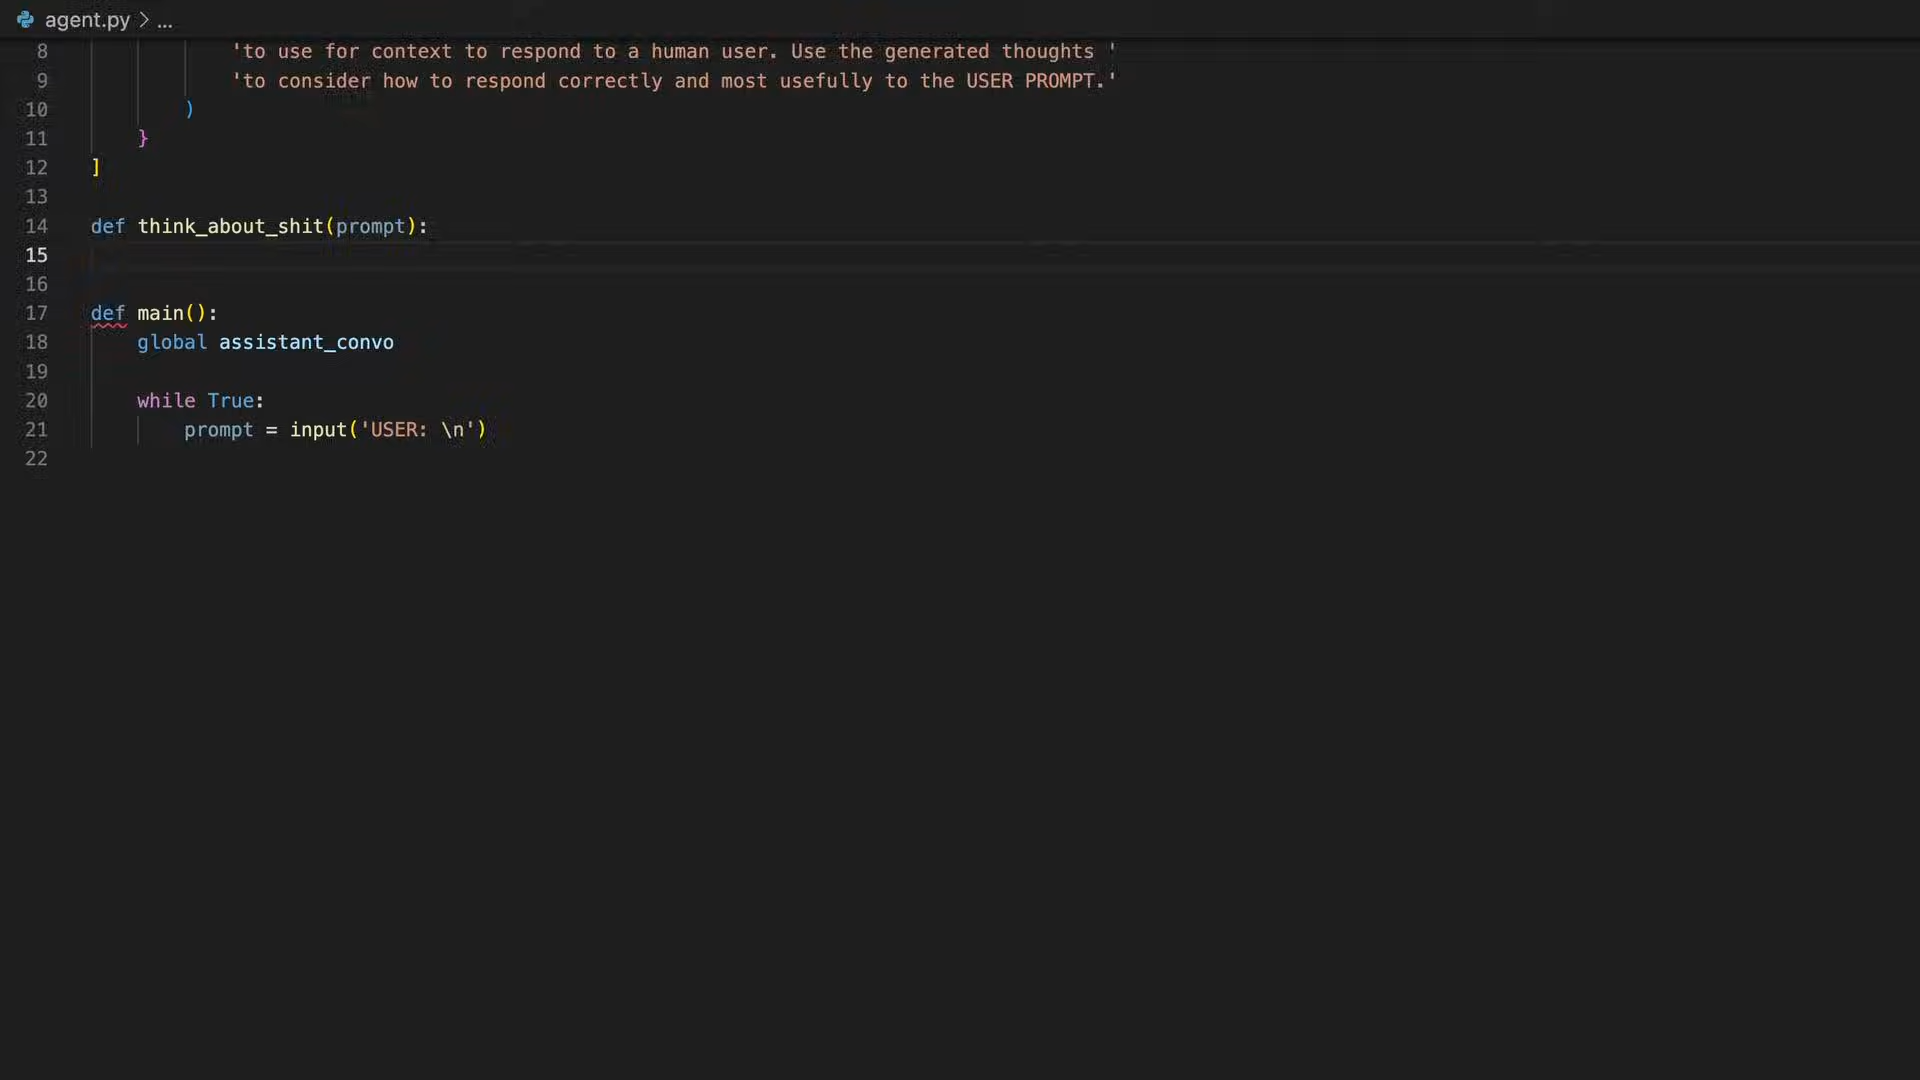 agent.py > ...
8 'to use for context to respond to a human user. Use the generated thoughts '
9 'to consider how to respond correctly and most usefully to the USER PROMPT.'
10 )
11 }
12 ]
13
14 def think_about_shit(prompt):
15
16
17 def main():
18 global assistant_convo
19
20 while True:
21 prompt = input('USER: \n')
22